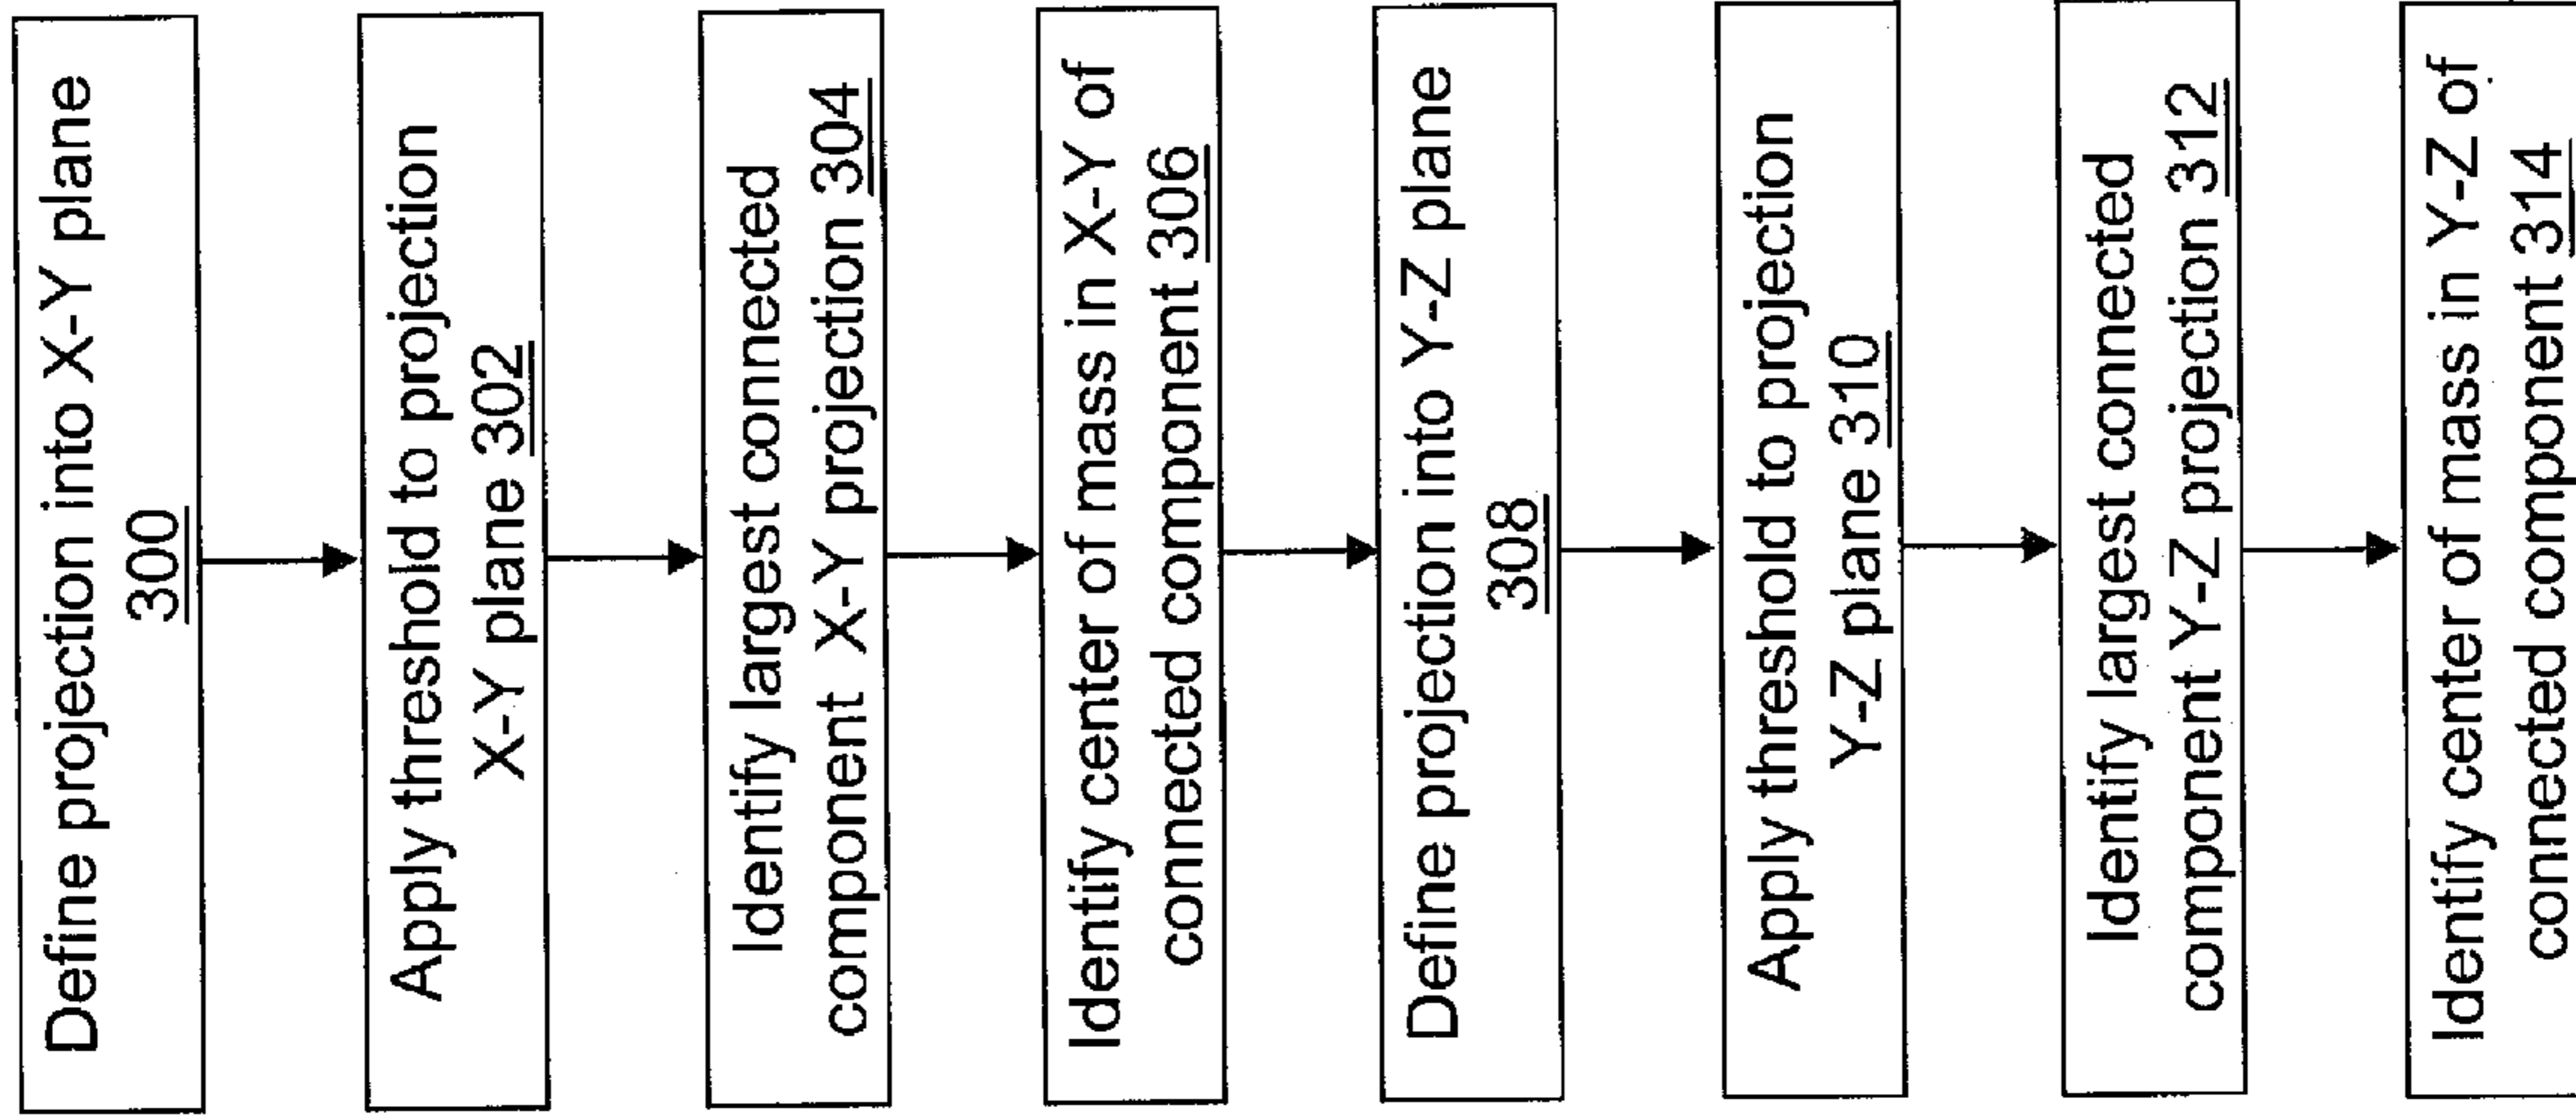 Define projection into X-Y plane
300
Apply threshold to projection
X-Y plane 302
Identify largest connected
component X-Y projection 304
Identify center of mass in X-Y of
connected component 306
Define projection into Y-Z plane
308
Apply threshold to projection
Y-Z plane 310
Identify largest connected
component Y-Z projection 312
Identify center of mass in Y-Z of
connected component 314